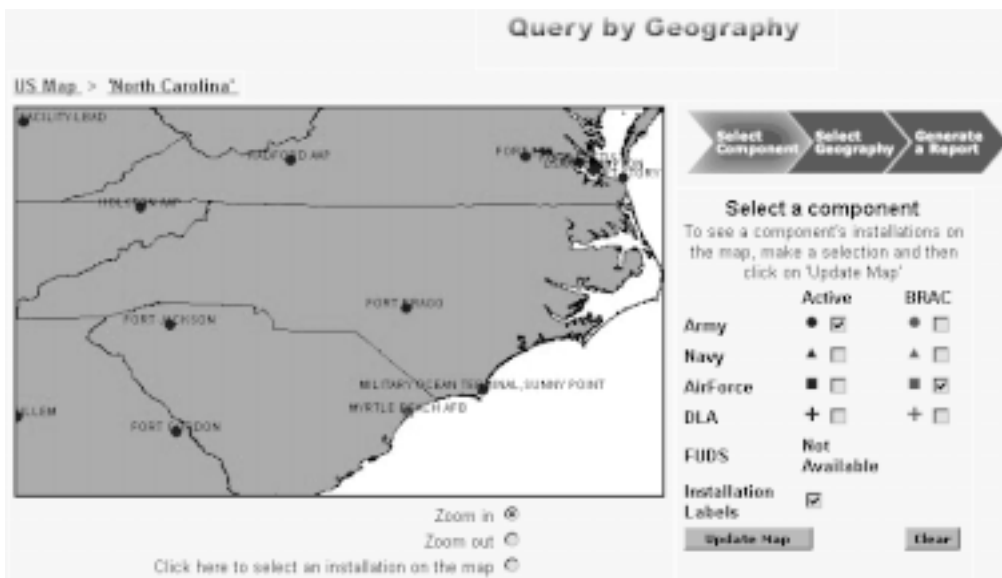 Query by Geography
US Map > 'North Carolina'
FACILITY LEAD
RADFORD AAP
HOLSTON AAP
FORT JACKSON
FORT BRAGG
MILITARY OCEAN TERMINAL, SUNNY POINT
MYRTLE BEACH AFB
FORT GORDON
Zoom in
Zoom out
Click here to select an installation on the map
Select Component
Select Geography
Generate a Report
Select a component
To see a component's installations on
the map, make a selection and then
click on 'Update Map'
Active BRAC
Army
Navy
AirForce
DLA
FUDS Not Available
Installation Labels
Update Map Clear